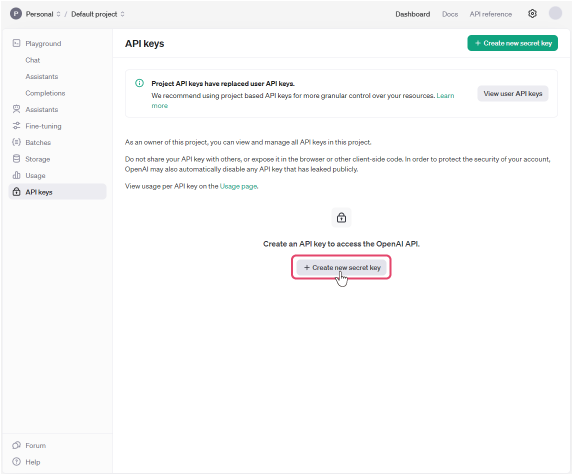 P Personal / Default project
Dashboard Docs API reference
Playground
Chat
Assistants
Completions
Assistants
Fine-tuning
Batches
Storage
Usage
API keys
Forum
Help
API keys
+ Create new secret key
Project API keys have replaced user API keys.
We recommend using project based API keys for more granular control over your resources. Learn
more
View user API keys
As an owner of this project, you can view and manage all API keys in this project.
Do not share your API key with others, or expose it in the browser or other client-side code. In order to protect the security of your account,
OpenAI may also automatically disable any API key that has leaked publicly.
View usage per API key on the Usage page.
Create an API key to access the OpenAI API.
+ Create new secret key